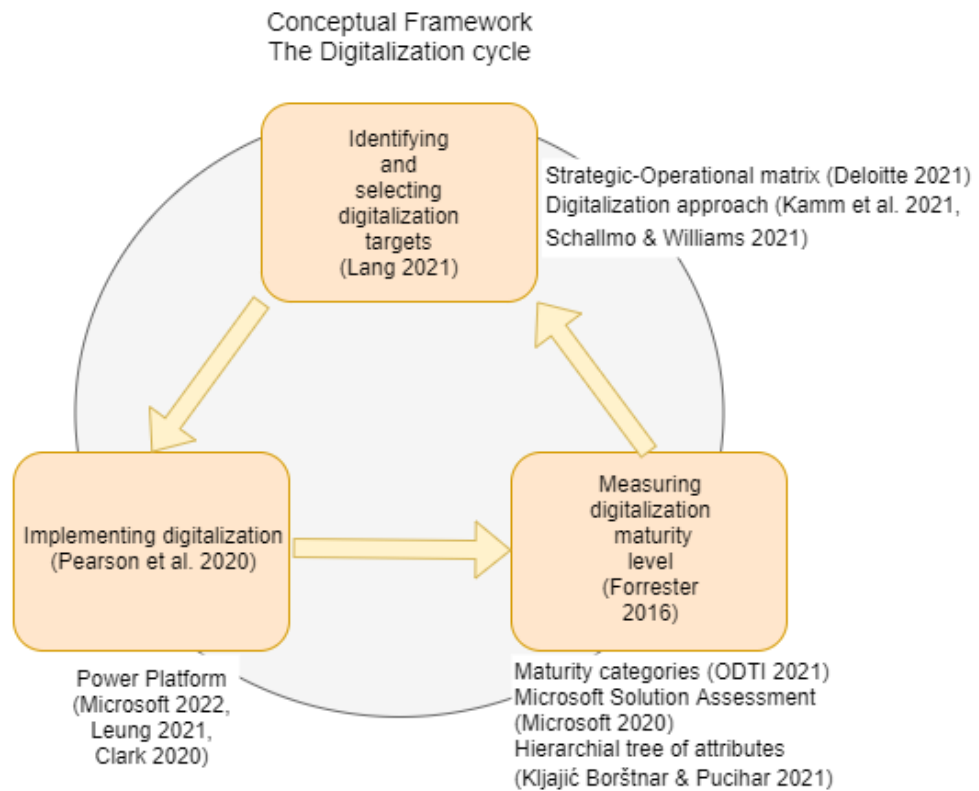 Conceptual Framework
The Digitalization cycle
Identifying
and
selecting
digitalization
targets
(Lang 2021)
Strategic-Operational matrix (Deloitte 2021)
Digitalization approach (Kamm et al. 2021,
Schallmo & Williams 2021)
Implementing digitalization
(Pearson et al. 2020)
Measuring
digitalization
maturity
level
(Forrester
2016)
Power Platform
(Microsoft 2022,
Leung 2021,
Clark 2020)
Maturity categories (ODTI 2021)
Microsoft Solution Assessment
(Microsoft 2020)
Hierarchial tree of attributes
(Kljajić Borštnar & Pucihar 2021)